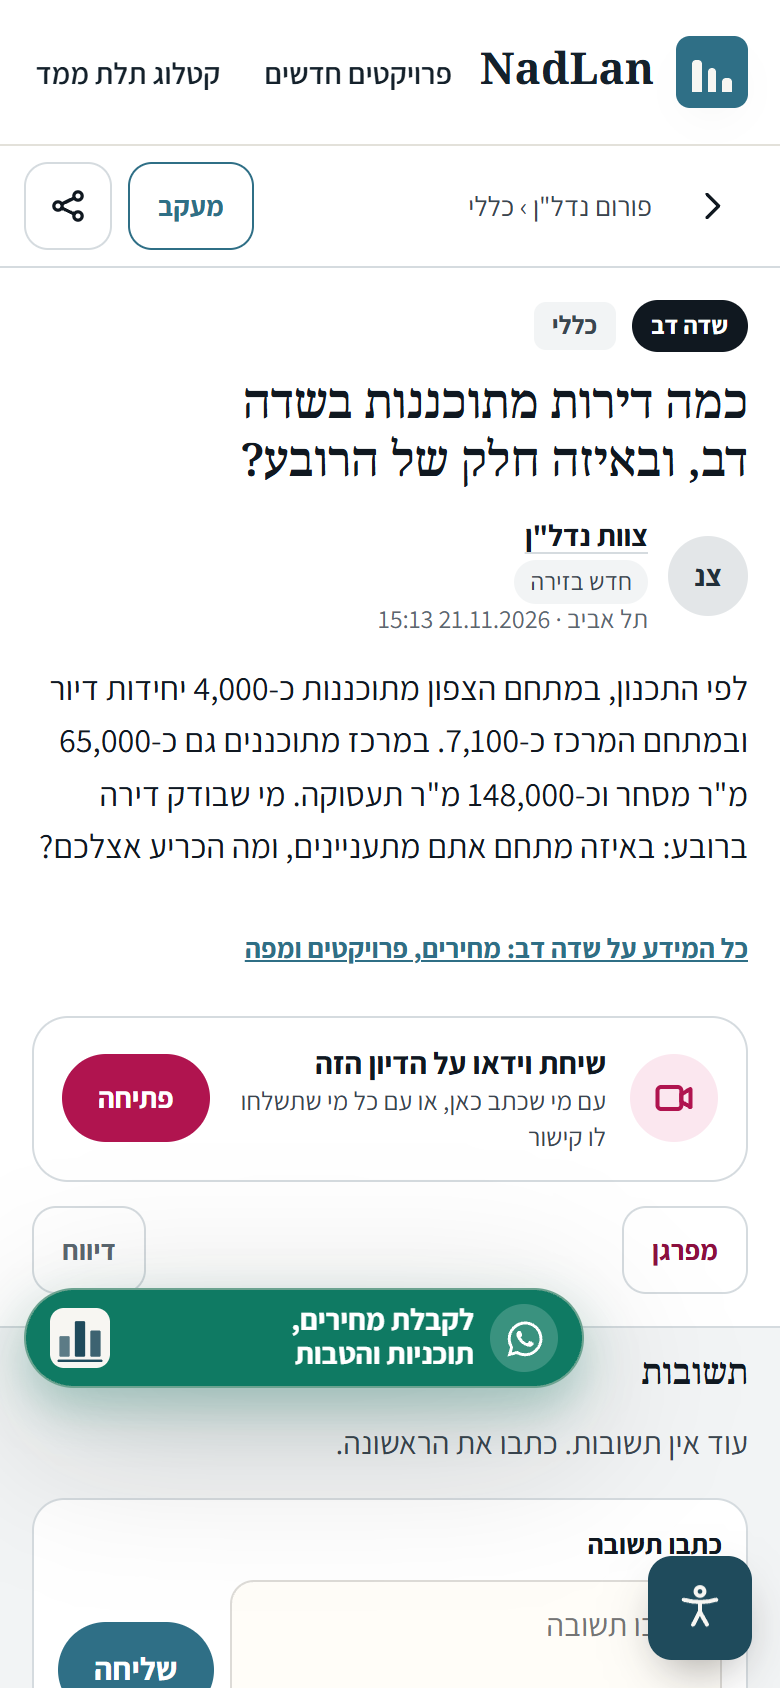 NadLan פרויקטים חדשים קטלוג תלת ממד
פורום נדל"ן › כללי
מעקב
שדה דב כללי
כמה דירות מתוכננות בשדה
דב, ובאיזה חלק של הרובע?
צנ
צוות נדל"ן
חדש בזירה
תל אביב · 21.11.2026 15:13
לפי התכנון, במתחם הצפון מתוכננות כ-4,000 יחידות דיור
ובמתחם המרכז כ-7,100. במרכז מתוכננים גם כ-65,000
מ"ר מסחר וכ-148,000 מ"ר תעסוקה. מי שבודק דירה
ברובע: באיזה מתחם אתם מתעניינים, ומה הכריע אצלכם?
כל המידע על שדה דב: מחירים, פרויקטים ומפה
שיחת וידאו על הדיון הזה
עם מי שכתב כאן, או עם כל מי שתשלחו
לו קישור
פתיחה
מפרגן
דיווח
לקבלת מחירים,
תוכניות והטבות
תשובות
עוד אין תשובות. כתבו את הראשונה.
כתבו תשובה
תשובה
שליחה